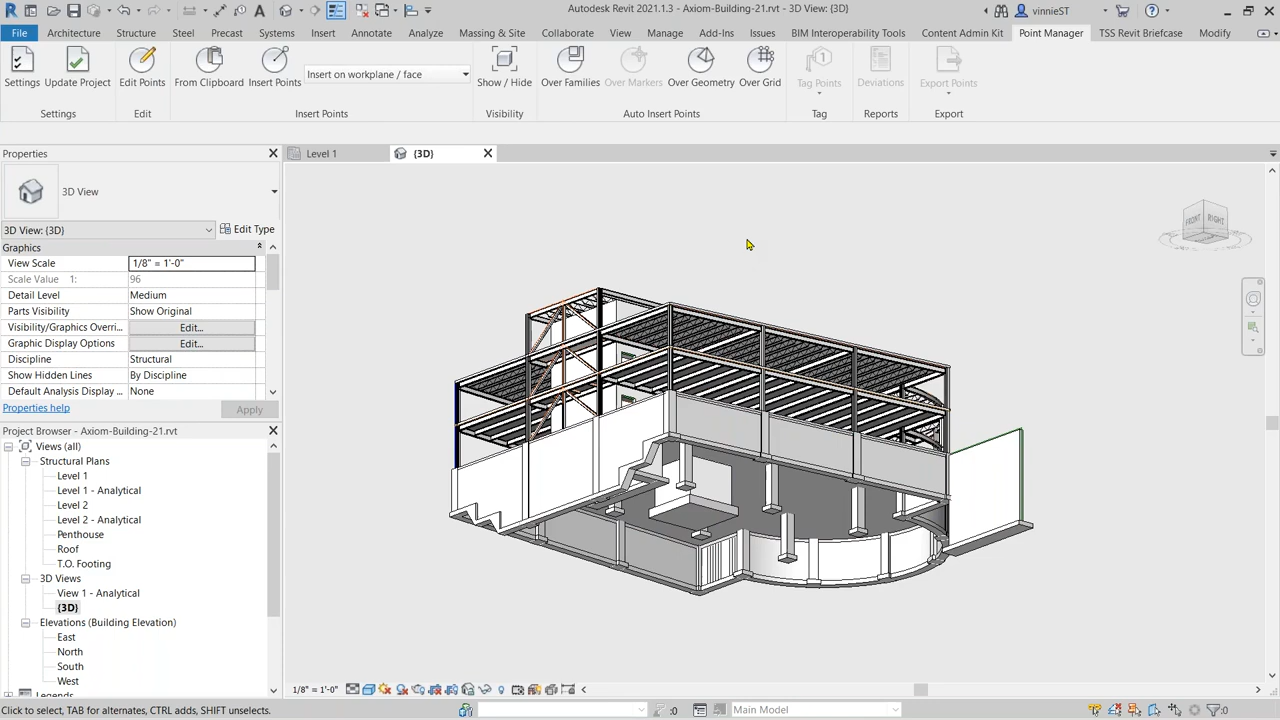 Autodesk Revit 2021.1.3 - Axiom-Building-21.rvt - 3D View: {3D}
vinnieST
File Architecture Structure Steel Precast Systems Insert Annotate Analyze Massing & Site Collaborate View Manage Add-Ins Issues BIM Interoperability Tools Content Admin Kit Point Manager TSS Revit Briefcase Modify
Insert on workplane / face
Settings Update Project Edit Points From Clipboard Insert Points Show / Hide Over Families Over Markers Over Geometry Over Grid Tag Points Deviations Export Points
Settings Edit Insert Points Visibility Auto Insert Points Tag Reports Export
Properties
Level 1
{3D}
3D View
3D View: {3D}
Edit Type
Graphics
View Scale 1/8" = 1'-0"
Scale Value 1: 96
Detail Level Medium
Parts Visibility Show Original
Visibility/Graphics Overri... Edit...
Graphic Display Options Edit...
Discipline Structural
Show Hidden Lines By Discipline
Default Analysis Display ... None
Properties help
Apply
FRONT
RIGHT
Project Browser - Axiom-Building-21.rvt
Views (all)
Structural Plans
Level 1
Level 1 - Analytical
Level 2
Level 2 - Analytical
Penthouse
Roof
T.O. Footing
3D Views
View 1 - Analytical
{3D}
Elevations (Building Elevation)
East
North
South
West
Legends
1/8" = 1'-0"
Click to select, TAB for alternates, CTRL adds, SHIFT unselects.
:0
Main Model
:0